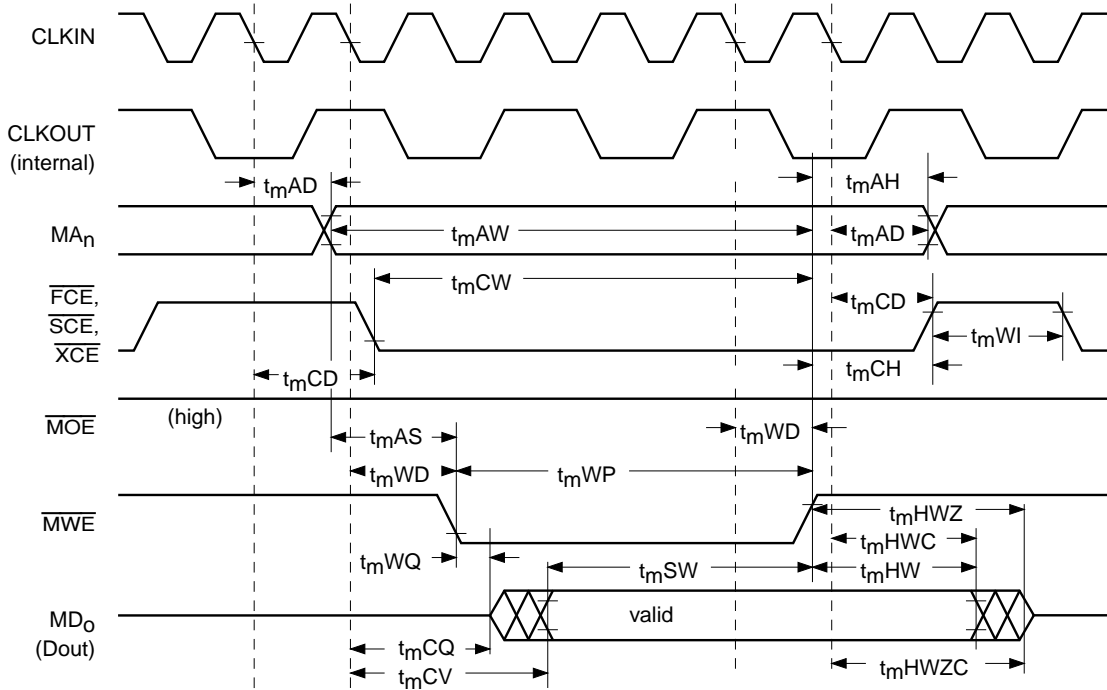 CLKIN
CLKOUT
(internal)
tmAD
tmAH
MAn
tmAW
tmAD
tmCW
FCE,
SCE,
XCE
tmCD
tmWI
tmCD
tmCH
MOE
(high)
tmAS
tmWD
tmWD
tmWP
MWE
tmHWZ
tmHWC
tmWQ
tmSW
tmHW
MDo
(Dout)
valid
tmCQ
tmCV
tmHWZC